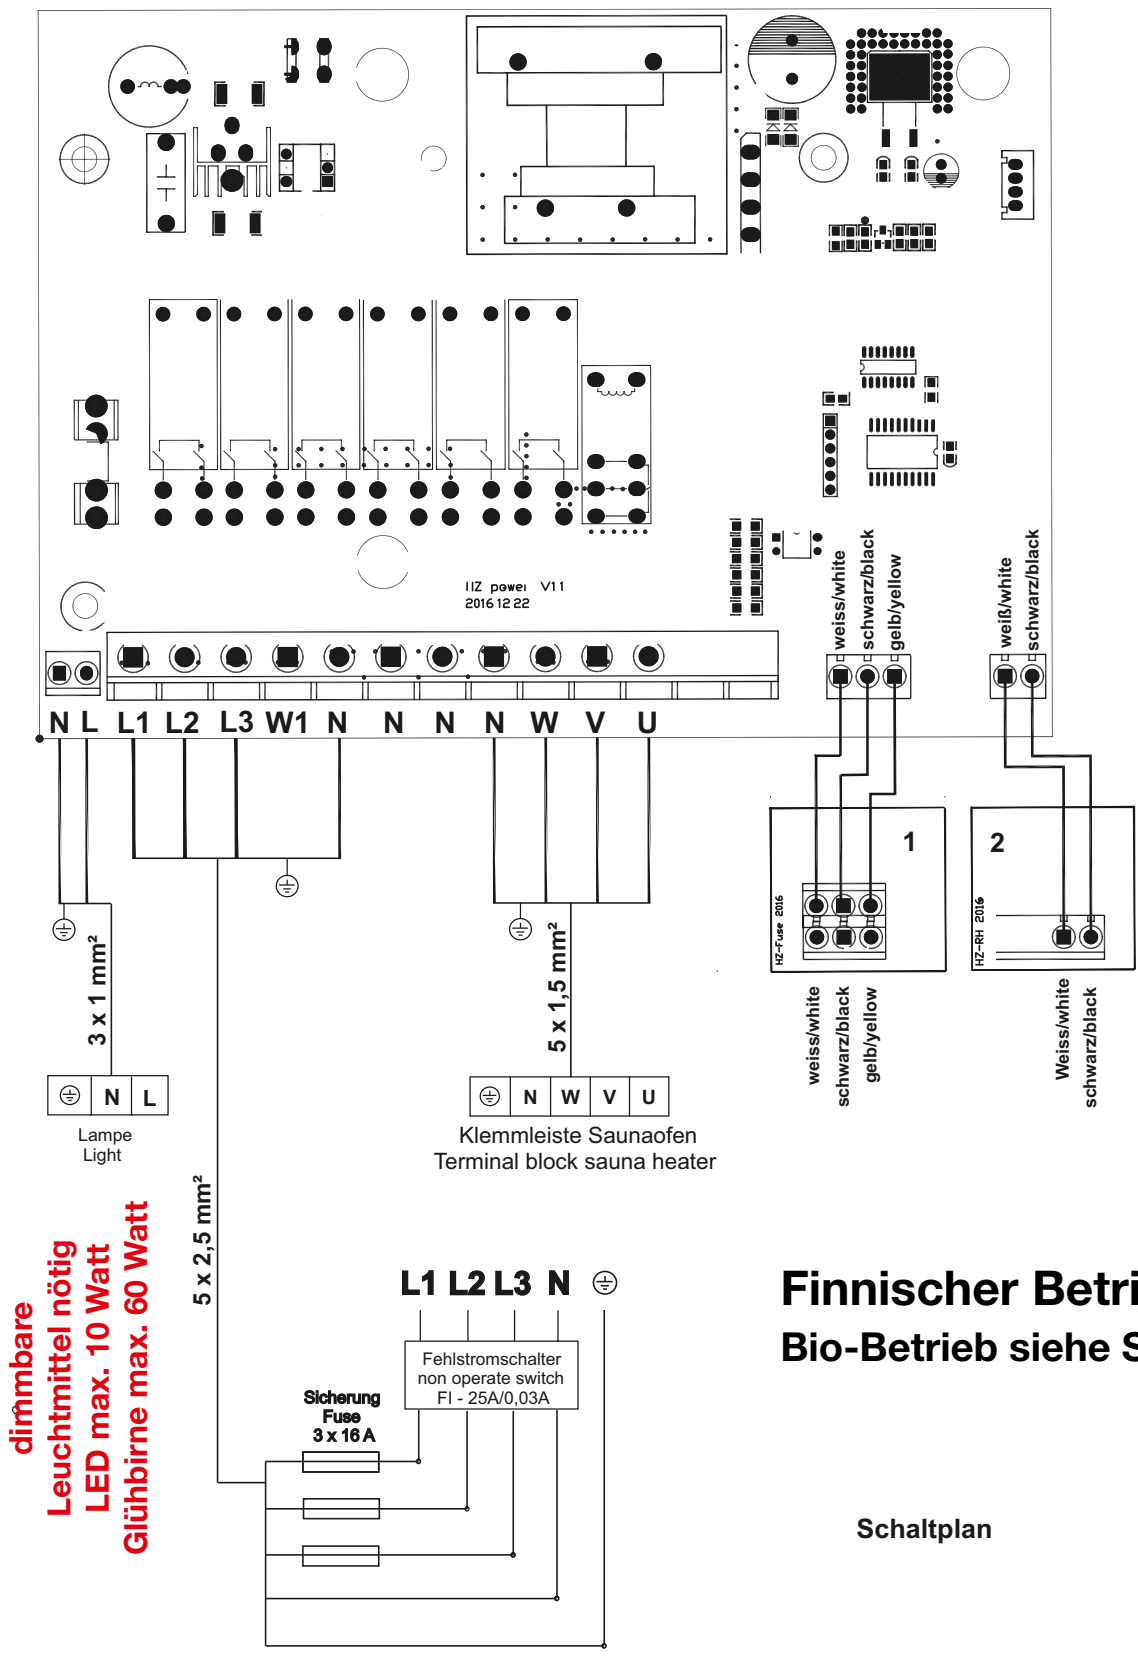 IIZ power V11
2016 12 22
weiss/white
schwarz/black
gelb/yellow
weiß/white
schwarz/black
N L L1 L2 L3 W1 N N N N W V U
1
2
HZ-Fuse 2016
HZ-RH 2016
weiss/white
schwarz/black
gelb/yellow
Weiss/white
schwarz/black
3 x 1 mm²
5 x 1,5 mm²
N L
Lampe
Light
N W V U
Klemmleiste Saunaofen
Terminal block sauna heater
5 x 2,5 mm²
dimmbare
Leuchtmittel nötig
LED max. 10 Watt
Glühbirne max. 60 Watt
L1 L2 L3 N
Fehlstromschalter
non operate switch
FI - 25A/0,03A
Sicherung
Fuse
3 x 16 A
Finnischer Betri
Bio-Betrieb siehe S
Schaltplan